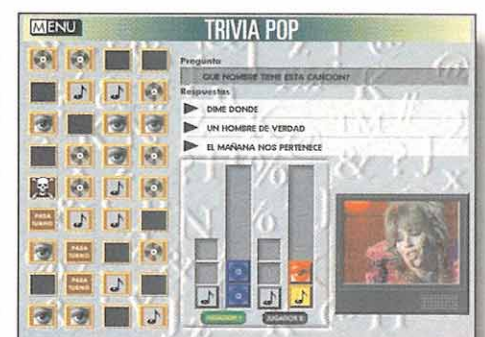 MENU
TRIVIA POP
Pregunta
QUE NOMBRE TIENE ESTA CANCION?
Respuestas
DIME DONDE
UN HOMBRE DE VERDAD
EL MAÑANA NOS PERTENECE
PASA TURNO
PASA TURNO
PASA TURNO
JUGADOR 1
JUGADOR 2